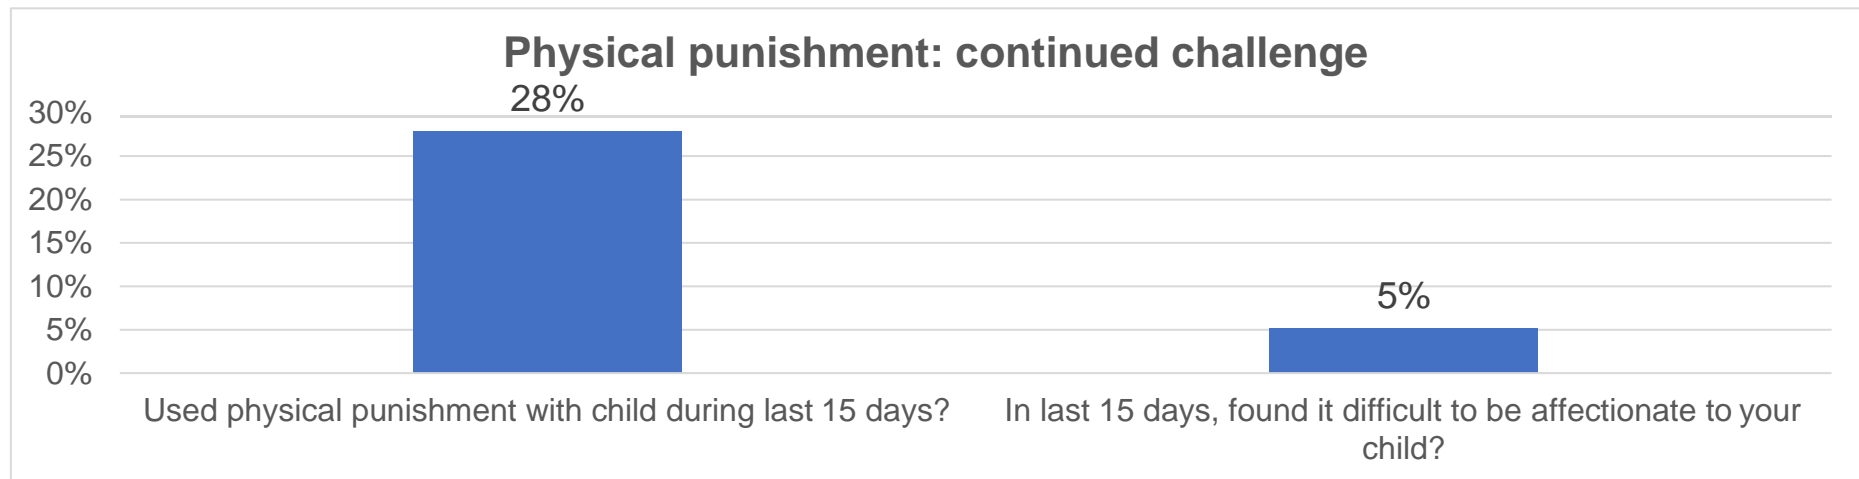 Physical punishment: continued challenge
28%
30%
25%
20%
15%
10%
5%
5%
0%
Used physical punishment with child during last 15 days?
In last 15 days, found it difficult to be affectionate to your
child?